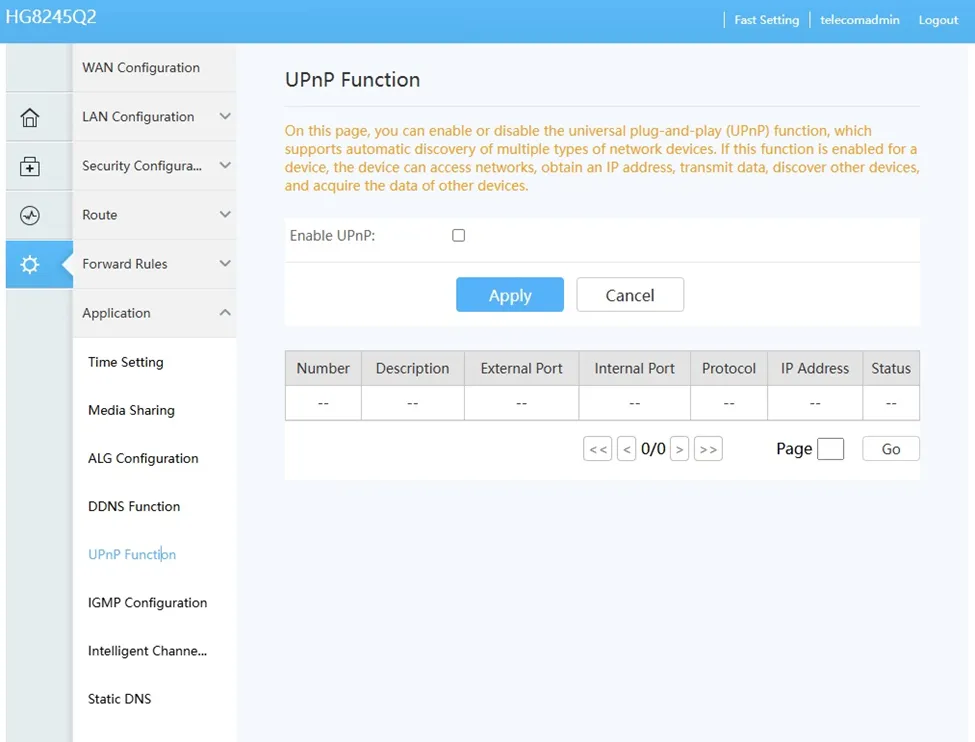 HG8245Q2
Fast Setting
telecomadmin
Logout
WAN Configuration
LAN Configuration
Security Configura...
Route
Forward Rules
Application
Time Setting
Media Sharing
ALG Configuration
DDNS Function
UPnP Function
IGMP Configuration
Intelligent Channe...
Static DNS
UPnP Function
On this page, you can enable or disable the universal plug-and-play (UPnP) function, which
supports automatic discovery of multiple types of network devices. If this function is enabled for a
device, the device can access networks, obtain an IP address, transmit data, discover other devices,
and acquire the data of other devices.
Enable UPnP:
Apply Cancel
Number Description External Port Internal Port Protocol IP Address Status
-- -- -- -- -- -- --
<< < 0/0 > >> Page Go